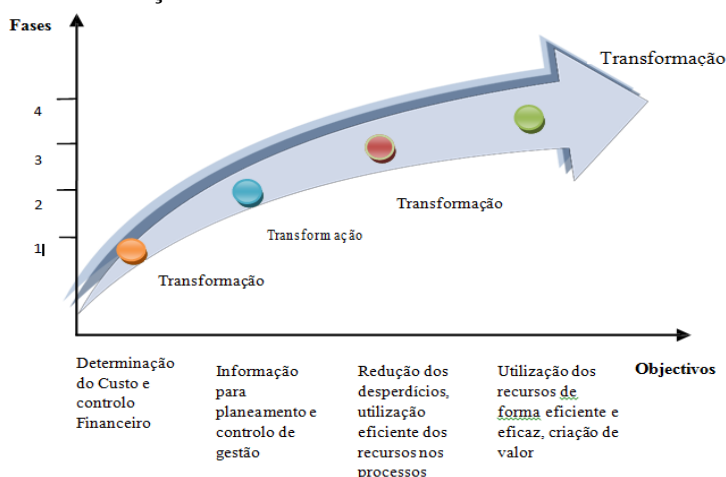 Fases
Transformação
4
3
2
1
Transformação
Transformação
Transformação
Determinação
do Custo e
controlo
Financeiro
Informação
para
planeamento e
controlo de
gestão
Redução dos
desperdícios,
utilização
eficiente dos
recursos nos
processos
Utilização dos
recursos de
forma eficiente e
eficaz, criação de
valor
Objectivos